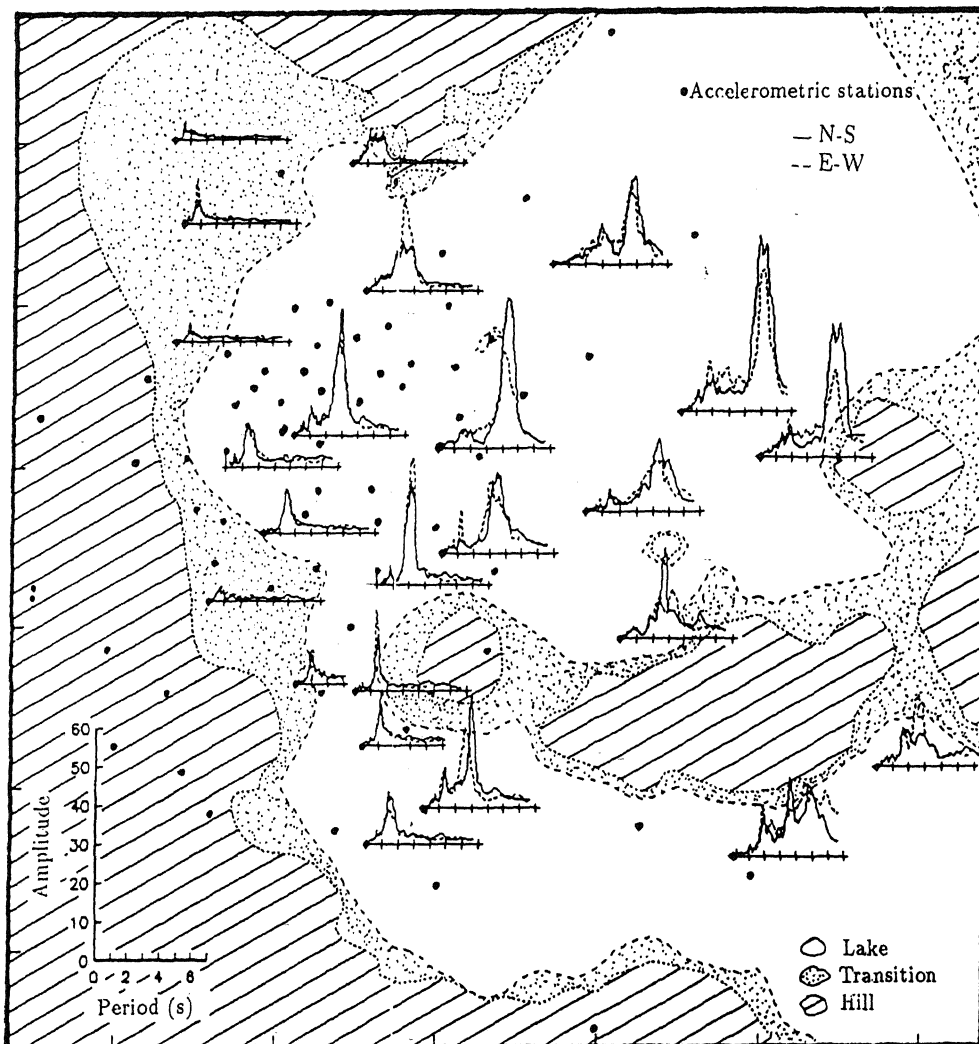 •Accelerometric stations
— N-S
-- E-W
60
50
40
30
20
10
0
Amplitude
0 2 4 6
Period (s)
Lake
Transition
Hill